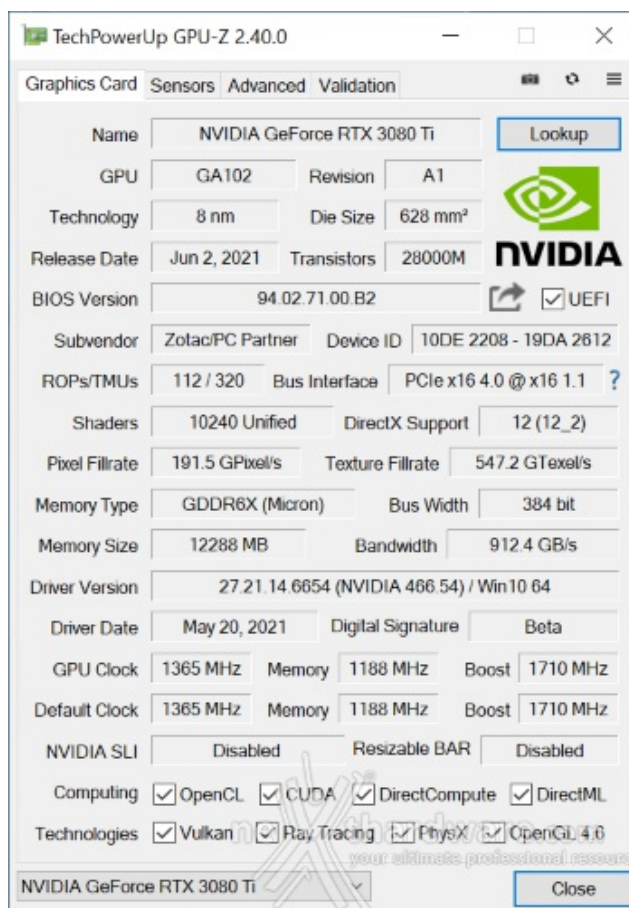 TechPowerUp GPU-Z 2.40.0
Graphics Card Sensors Advanced Validation
Name NVIDIA GeForce RTX 3080 Ti Lookup
GPU GA102 Revision A1
Technology 8 nm Die Size 628 mm²
Release Date Jun 2, 2021 Transistors 28000M
NVIDIA
BIOS Version 94.02.71.00.B2 UEFI
Subvendor Zotac/PC Partner Device ID 10DE 2208 - 19DA 2612
ROPs/TMUs 112 / 320 Bus Interface PCIe x16 4.0 @ x16 1.1 ?
Shaders 10240 Unified DirectX Support 12 (12_2)
Pixel Fillrate 191.5 GPixel/s Texture Fillrate 547.2 GTexel/s
Memory Type GDDR6X (Micron) Bus Width 384 bit
Memory Size 12288 MB Bandwidth 912.4 GB/s
Driver Version 27.21.14.6654 (NVIDIA 466.54) / Win10 64
Driver Date May 20, 2021 Digital Signature Beta
GPU Clock 1365 MHz Memory 1188 MHz Boost 1710 MHz
Default Clock 1365 MHz Memory 1188 MHz Boost 1710 MHz
NVIDIA SLI Disabled Resizable BAR Disabled
Computing OpenCL CUDA DirectCompute DirectML
Technologies Vulkan Ray Tracing PhysX OpenGL 4.6
your ultimate professional resource
NVIDIA GeForce RTX 3080 Ti Close